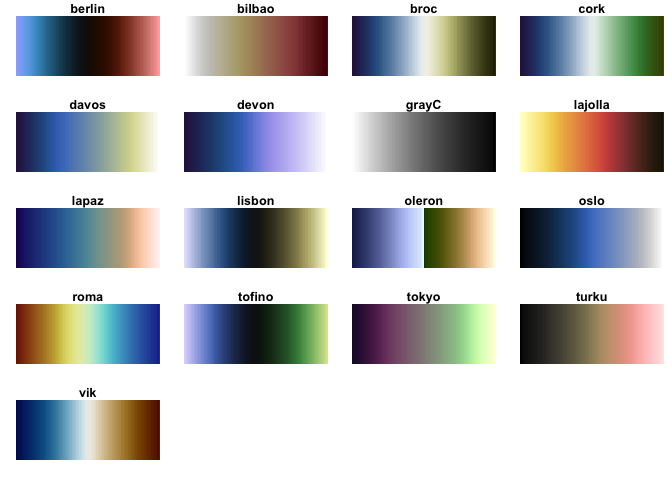 berlin bilbao broc cork
davos devon grayC lajolla
lapaz lisbon oleron oslo
roma tofino tokyo turku
vik